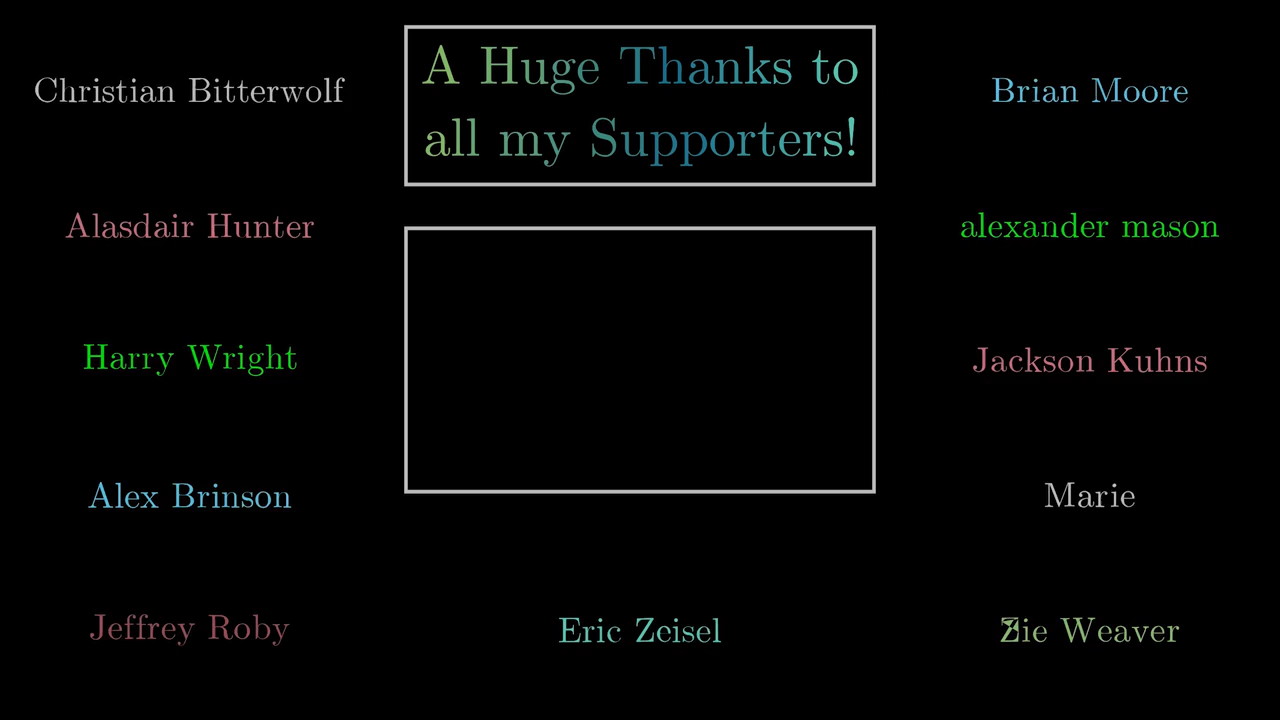 A Huge Thanks to
all my Supporters!
Christian Bitterwolf
Brian Moore
Alasdair Hunter
alexander mason
Harry Wright
Jackson Kuhns
Alex Brinson
Marie
Jeffrey Roby
Eric Zeisel
Weaver